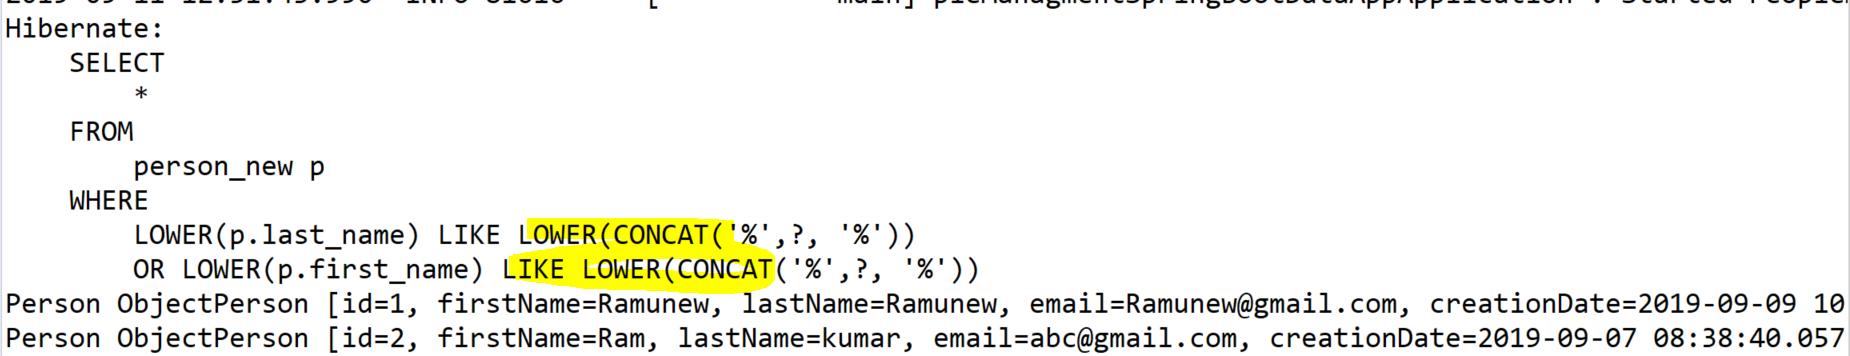 Hibernate:
    SELECT
        *
    FROM
        person_new p
    WHERE
        LOWER(p.last_name) LIKE LOWER(CONCAT('%',?, '%'))
        OR LOWER(p.first_name) LIKE LOWER(CONCAT('%',?, '%'))
Person ObjectPerson [id=1, firstName=Ramunew, lastName=Ramunew, email=Ramunew@gmail.com, creationDate=2019-09-09 10
Person ObjectPerson [id=2, firstName=Ram, lastName=kumar, email=abc@gmail.com, creationDate=2019-09-07 08:38:40.057